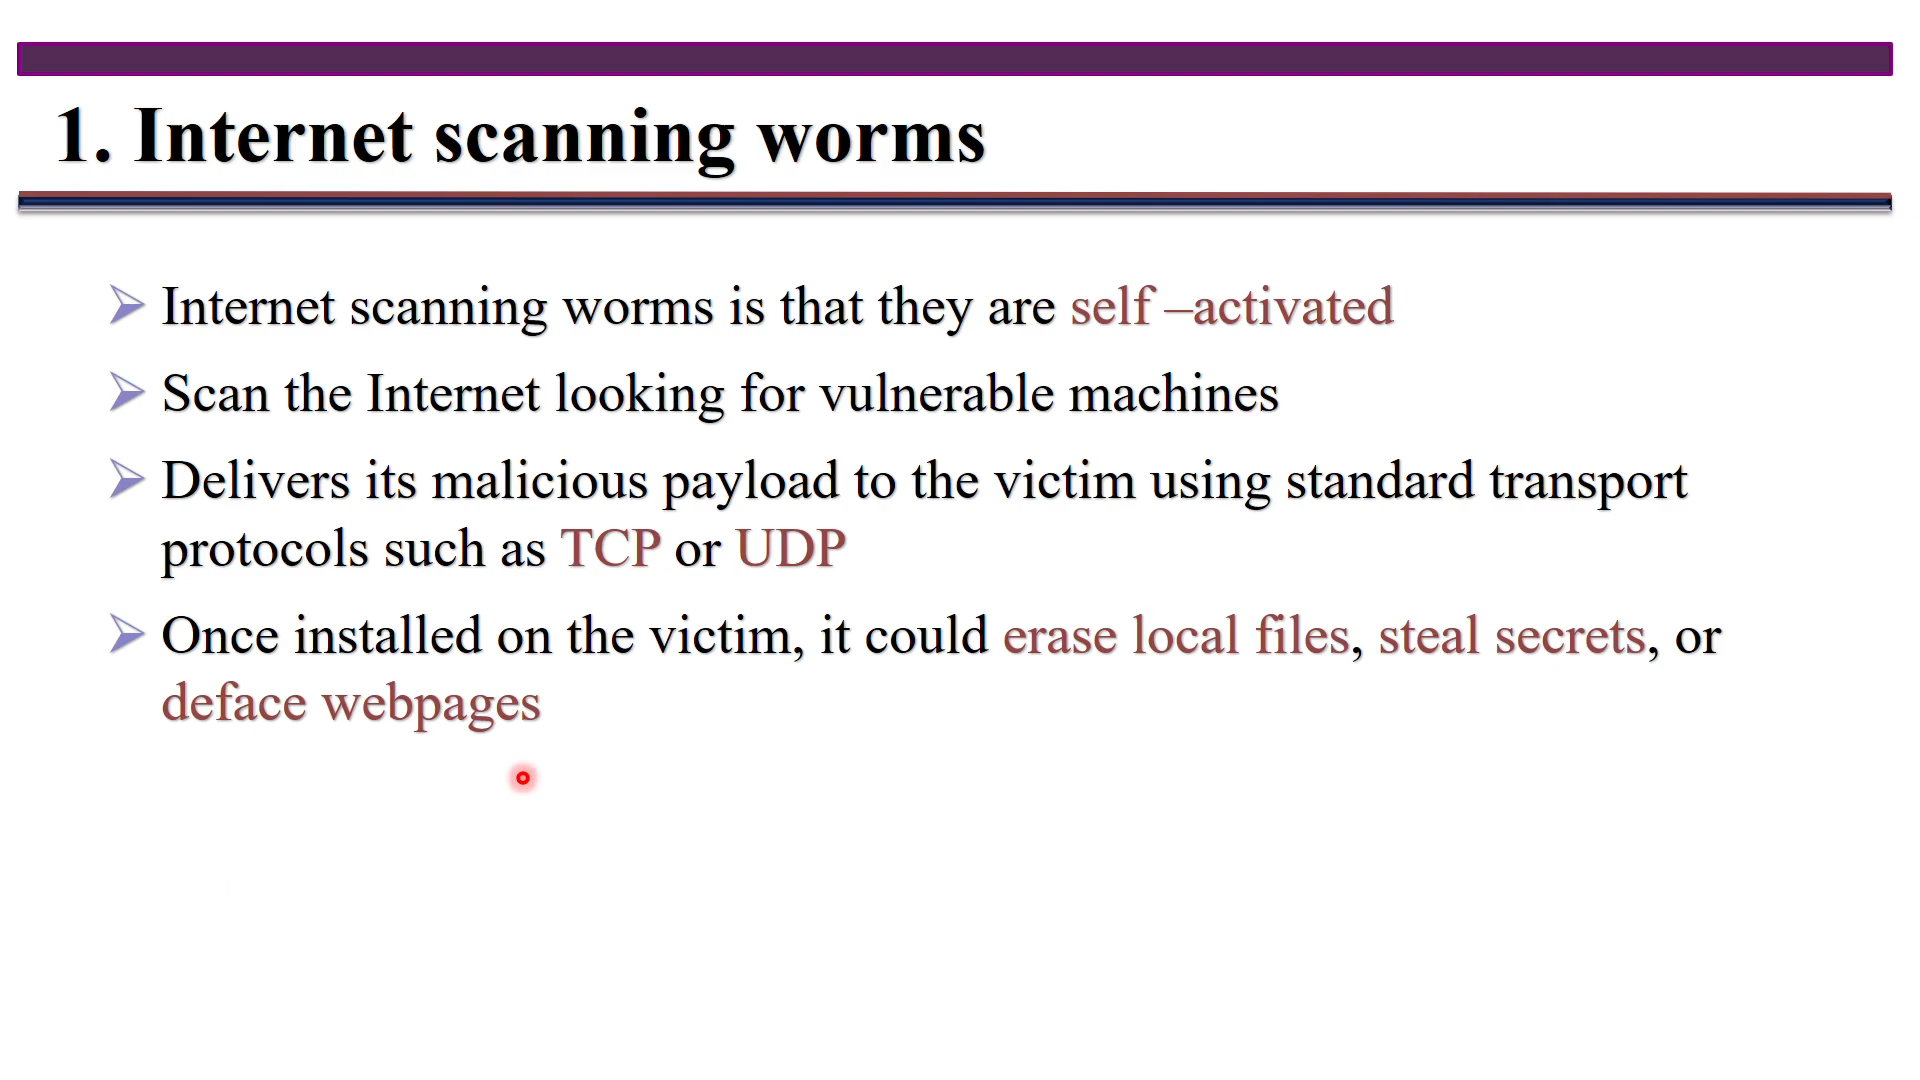 1. Internet scanning worms
Internet scanning worms is that they are self –activated
Scan the Internet looking for vulnerable machines
Delivers its malicious payload to the victim using standard transport
protocols such as TCP or UDP
Once installed on the victim, it could erase local files, steal secrets, or
deface webpages